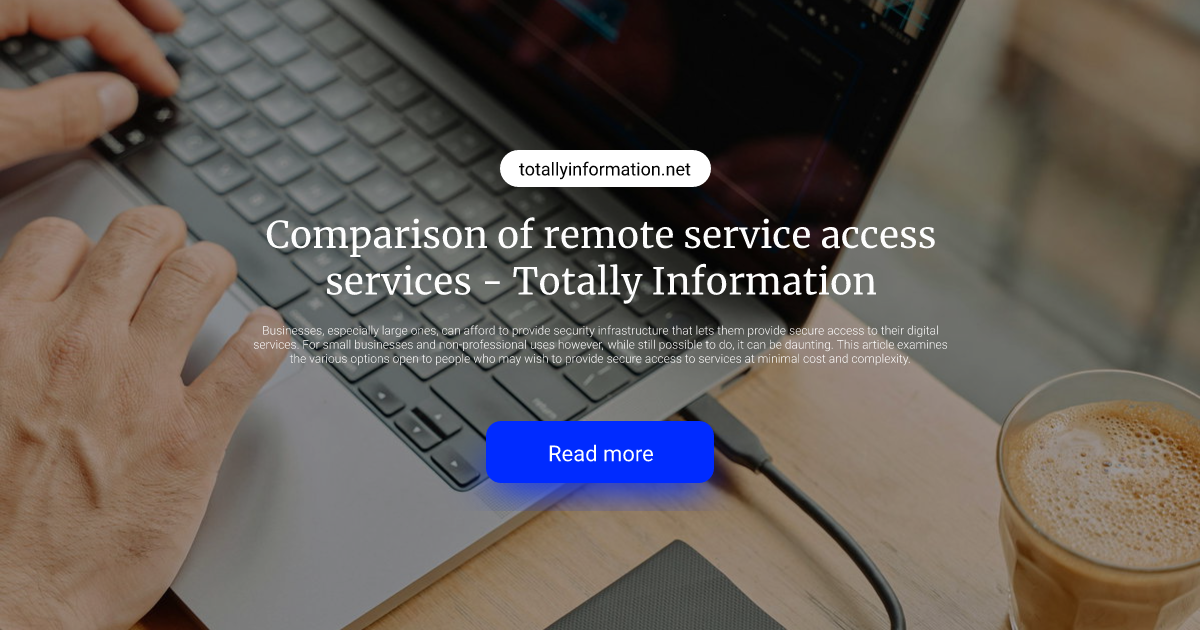 totallyinformation.net
Comparison of remote service access
services - Totally Information
Businesses, especially large ones, can afford to provide security infrastructure that lets them provide secure access to their digital
services. For small businesses and non-professional uses however, while still possible to do, it can be daunting. This article examines
the various options open to people who may wish to provide secure access to services at minimal cost and complexity.
return
Read more